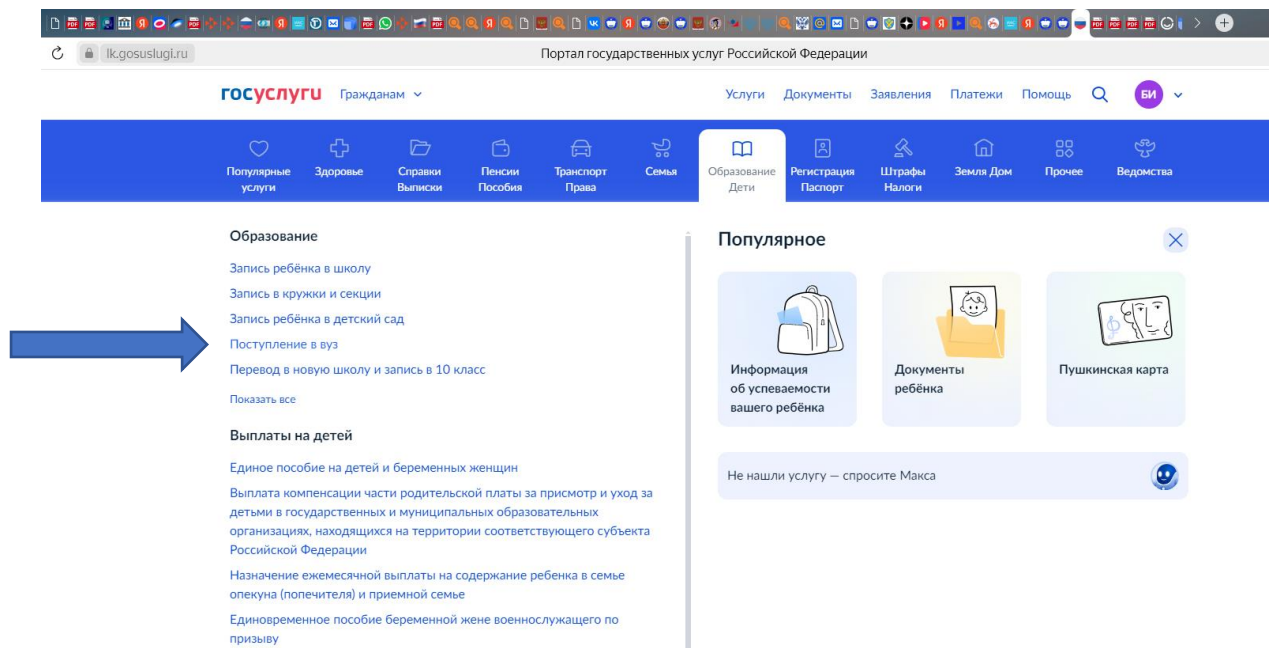 lk.gosuslugi.ru
Портал государственных услуг Российской Федерации
госуслуги Гражданам
Услуги Документы Заявления Платежи Помощь БИ
Популярные услуги
Здоровье
Справки Выписки
Пенсии Пособия
Транспорт Права
Семья
Образование Дети
Регистрация Паспорт
Штрафы Налоги
Земля Дом
Прочее
Ведомства
Образование
Запись ребёнка в школу
Запись в кружки и секции
Запись ребёнка в детский сад
Поступление в вуз
Перевод в новую школу и запись в 10 класс
Показать все
Выплаты на детей
Единое пособие на детей и беременных женщин
Выплата компенсации части родительской платы за присмотр и уход за
детьми в государственных и муниципальных образовательных
организациях, находящихся на территории соответствующего субъекта
Российской Федерации
Назначение ежемесячной выплаты на содержание ребенка в семье
опекуна (попечителя) и приемной семье
Единовременное пособие беременной жене военнослужащего по
призыву
Популярное
Информация
об успеваемости
вашего ребёнка
Документы
ребёнка
Пушкинская карта
Не нашли услугу — спросите Макса